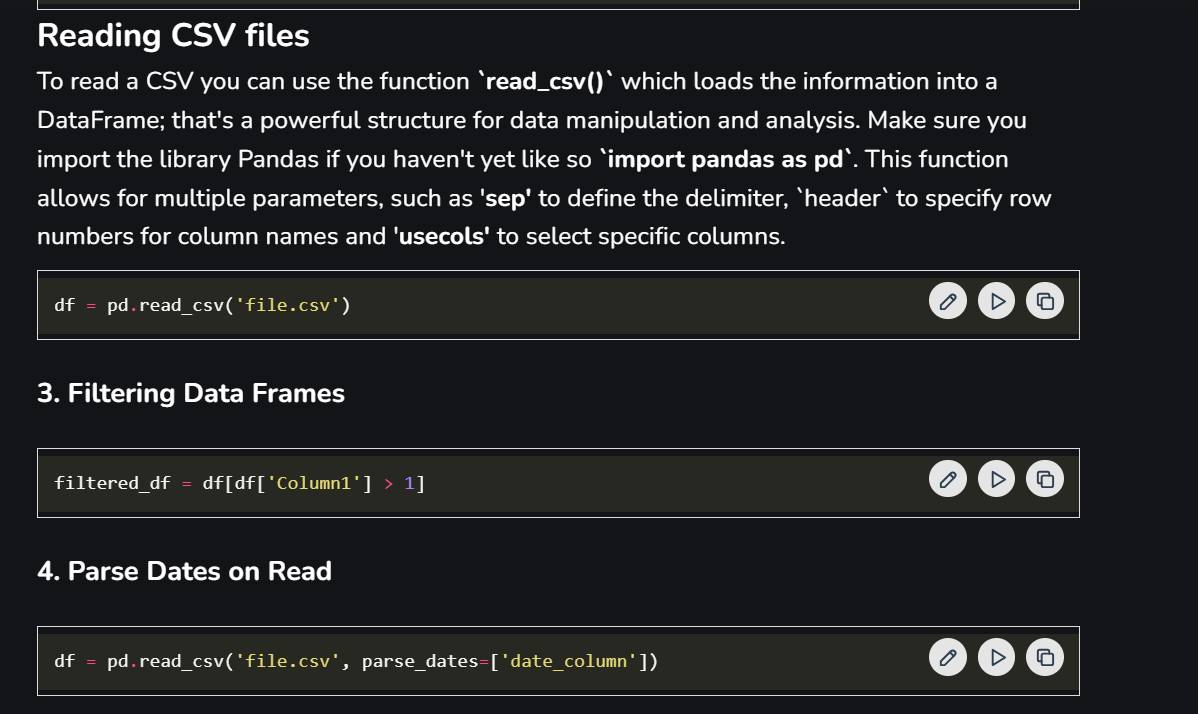 Reading CSV files
To read a CSV you can use the function `read_csv()` which loads the information into a
DataFrame; that's a powerful structure for data manipulation and analysis. Make sure you
import the library Pandas if you haven't yet like so `import pandas as pd`. This function
allows for multiple parameters, such as 'sep' to define the delimiter, `header` to specify row
numbers for column names and 'usecols' to select specific columns.
df = pd.read_csv('file.csv')
3. Filtering Data Frames
filtered_df = df[df['Column1'] > 1]
4. Parse Dates on Read
df = pd.read_csv('file.csv', parse_dates=['date_column'])